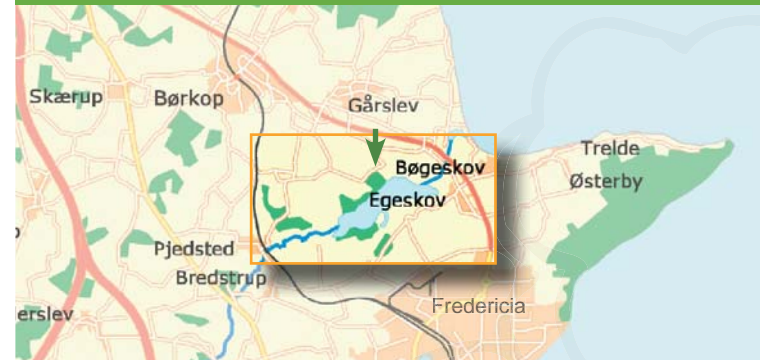 Skærup
Børkop
Gårslev
Trelde
Østerby
Bøgeskov
Egeskov
Pjedsted
Bredstrup
Fredericia
erslev